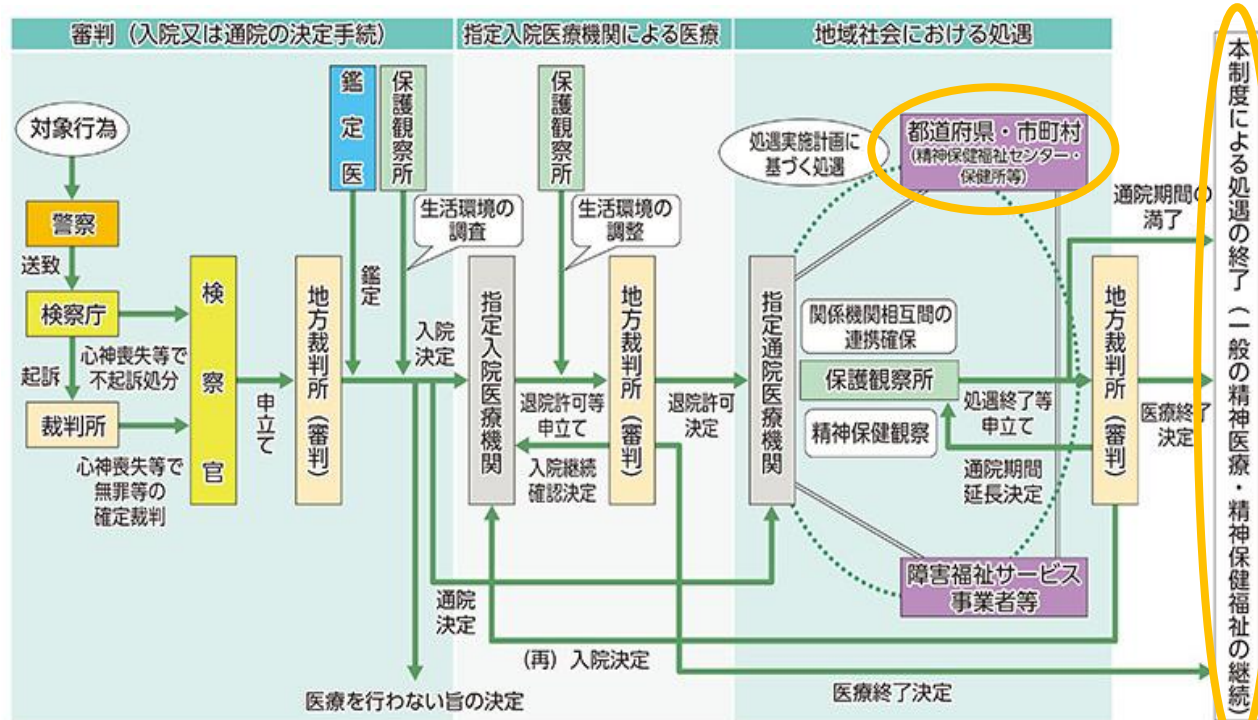 審判（入院又は通院の決定手続）
指定入院医療機関による医療
地域社会における処遇
対象行為
警察
送致
検察庁
起訴
心神喪失等で
不起訴処分
裁判所
心神喪失等で
無罪等の
確定裁判
検察官
申立て
地方裁判所（審判）
鑑定医
鑑定
保護観察所
生活環境の
調査
入院
決定
通院
決定
医療を行わない旨の決定
指定入院医療機関
保護観察所
生活環境の
調整
退院許可等
申立て
入院継続
確認決定
地方裁判所（審判）
退院許可
決定
（再）入院決定
医療終了決定
処遇実施計画に
基づく処遇
都道府県・市町村
（精神保健福祉センター・
保健所等）
指定通院医療機関
関係機関相互間の
連携確保
保護観察所
精神保健観察
処遇終了等
申立て
通院期間
延長決定
障害福祉サービス
事業者等
地方裁判所（審判）
通院期間の
満了
医療終了
決定
本制度による処遇の終了（一般の精神医療・精神保健福祉の継続）